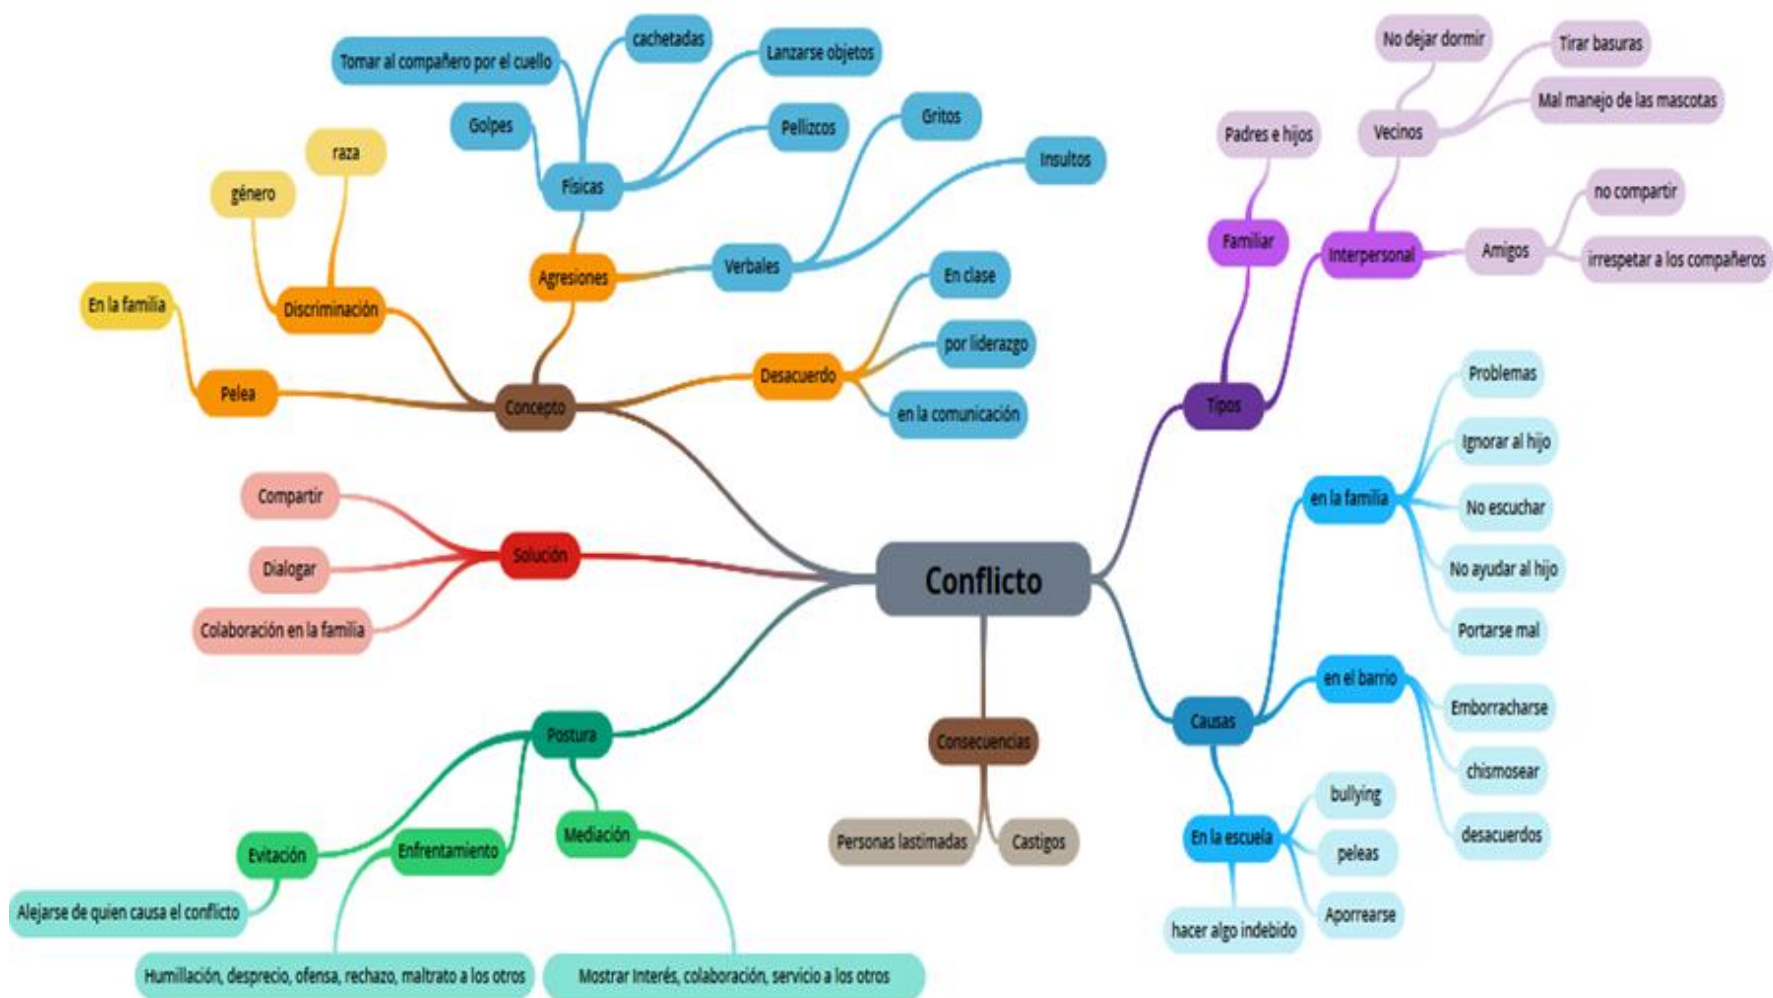 Conflicto
Concepto
Pelea
En la familia
Discriminación
género
raza
Agresiones
Físicas
Golpes
Tomar al compañero por el cuello
cachetadas
Lanzarse objetos
Pellizcos
Verbales
Gritos
Insultos
Desacuerdo
En clase
por liderazgo
en la comunicación
Solución
Compartir
Dialogar
Colaboración en la familia
Postura
Evitación
Alejarse de quien causa el conflicto
Enfrentamiento
Humillación, desprecio, ofensa, rechazo, maltrato a los otros
Mediación
Mostrar Interés, colaboración, servicio a los otros
Consecuencias
Personas lastimadas
Castigos
Tipos
Familiar
Padres e hijos
Interpersonal
Vecinos
No dejar dormir
Tirar basuras
Mal manejo de las mascotas
Amigos
no compartir
irrespetar a los compañeros
Causas
en la familia
Problemas
Ignorar al hijo
No escuchar
No ayudar al hijo
Portarse mal
en el barrio
Emborracharse
chismosear
desacuerdos
En la escuela
bullying
peleas
Aporrearse
hacer algo indebido